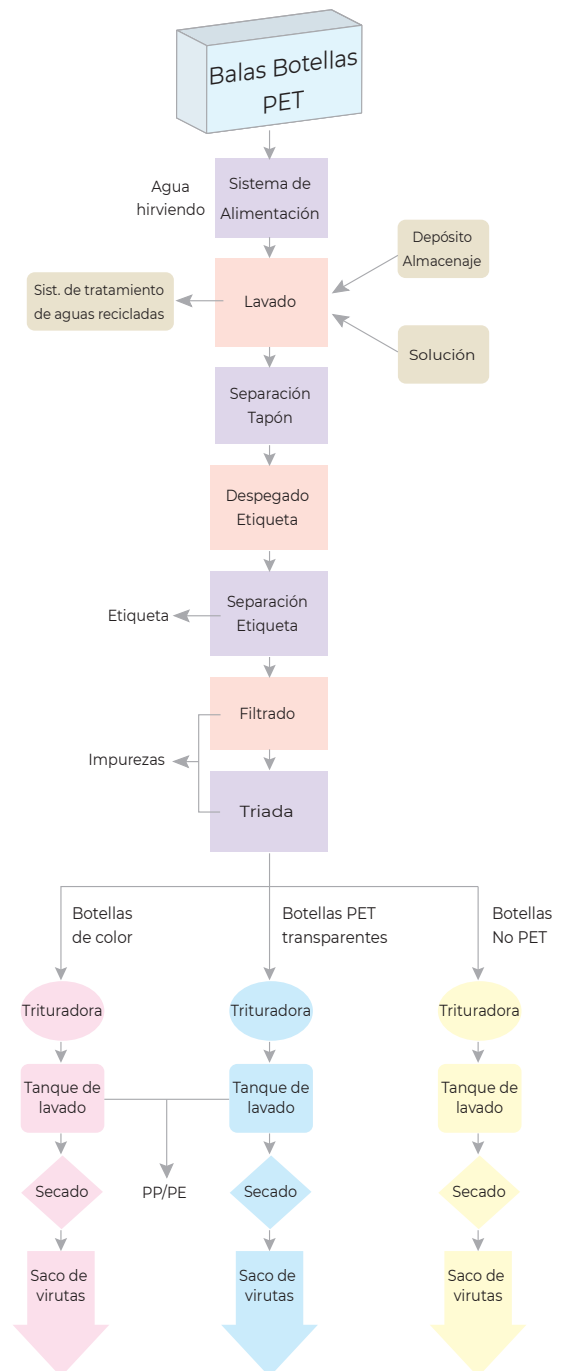 Balas Botellas
PET
Agua
hirviendo
Sistema de
Alimentación
Depósito
Almacenaje
Sist. de tratamiento
de aguas recicladas
Lavado
Solución
Separación
Tapón
Despegado
Etiqueta
Etiqueta
Separación
Etiqueta
Filtrado
Impurezas
Triada
Botellas
de color
Botellas PET
transparentes
Botellas
No PET
Trituradora
Trituradora
Trituradora
Tanque de
lavado
Tanque de
lavado
Tanque de
lavado
Secado
PP/PE
Secado
Secado
Saco de
virutas
Saco de
virutas
Saco de
virutas